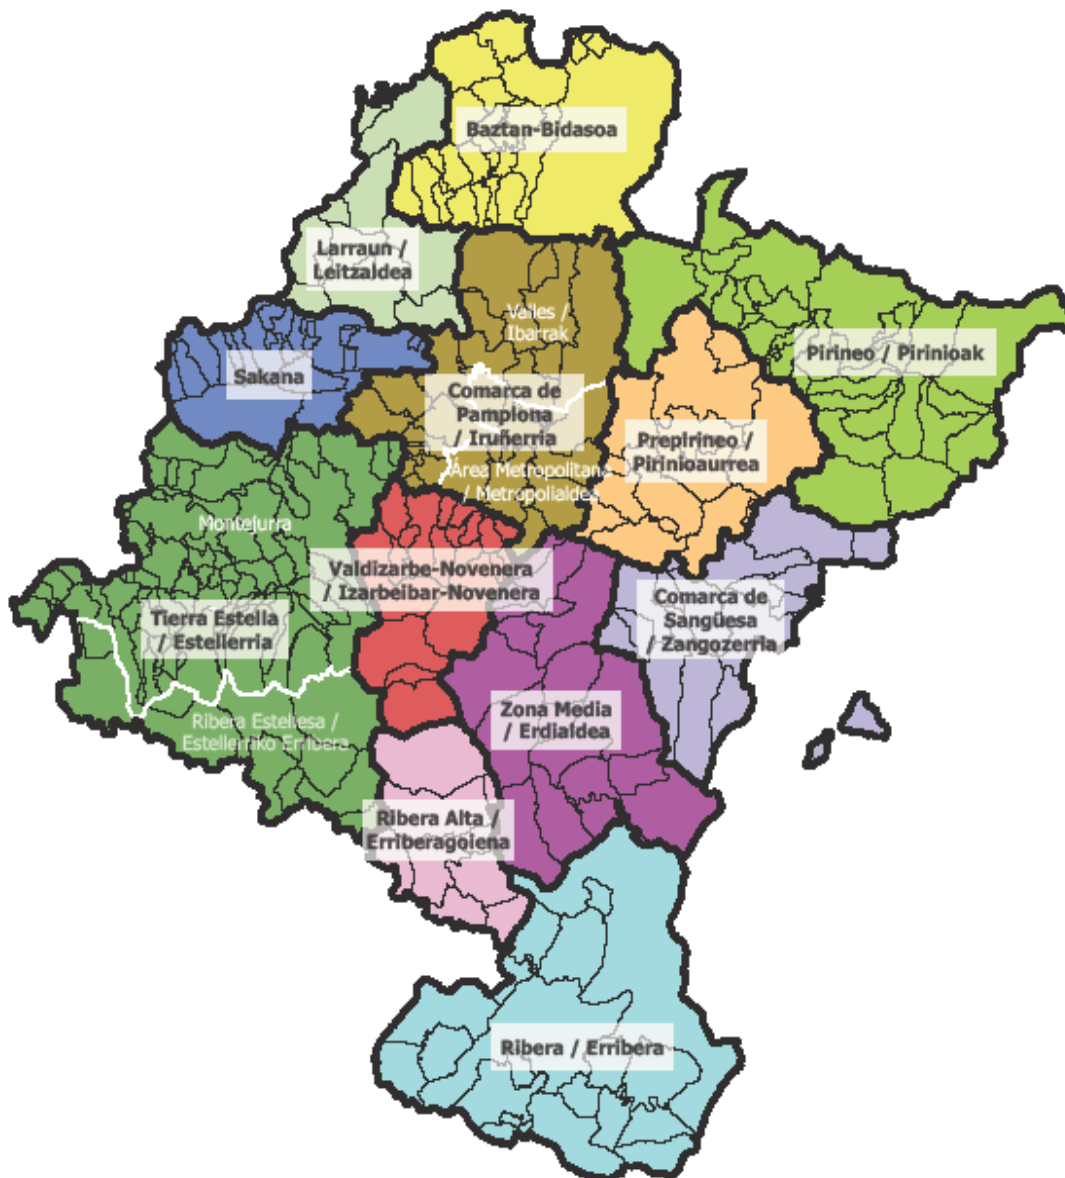 Baztan-Bidasoa
Larraun /
Leitzaldea
Valles /
Ibarrak
Pirineo / Pirinioak
Sakana
Comarca de
Pamplona
/ Iruñerria
Prepirineo /
Pirinioaurrea
Área Metropolitana
/ Metropolialdea
Montejurra
Valdizarbe-Novenera
/ Izarbeibar-Novenera
Comarca de
Sangüesa
/ Zangozerria
Tierra Estella
/ Estellerria
Zona Media
/ Erdialdea
Ribera Estellesa /
Estellerriko Erribera
Ribera Alta /
Erriberagoiena
Ribera / Erribera